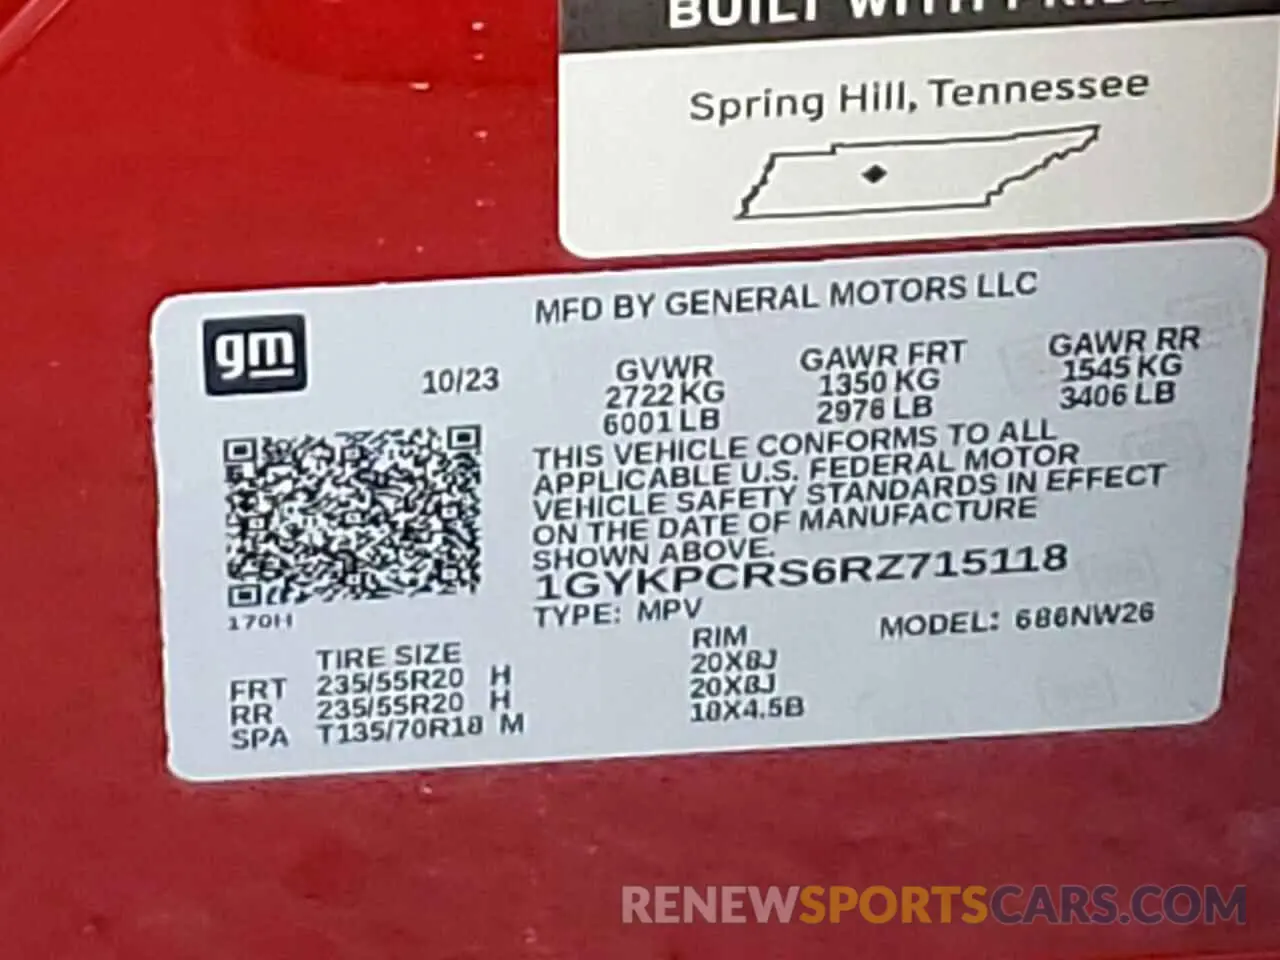 BUILT WITH PRIDE
Spring Hill, Tennessee
MFD BY GENERAL MOTORS LLC
gm
10/23
GVWR
2722 KG
6001 LB
GAWR FRT
1350 KG
2976 LB
GAWR RR
1545 KG
3406 LB
THIS VEHICLE CONFORMS TO ALL
APPLICABLE U.S. FEDERAL MOTOR
VEHICLE SAFETY STANDARDS IN EFFECT
ON THE DATE OF MANUFACTURE
SHOWN ABOVE.
1GYKPCRS6RZ715118
TYPE: MPV
MODEL: 686NW26
170H
TIRE SIZE
RIM
FRT 235/55R20 H 20X8J
RR 235/55R20 H 20X8J
SPA T135/70R18 M 18X4.5B
RENEWSPORTSCARS.COM